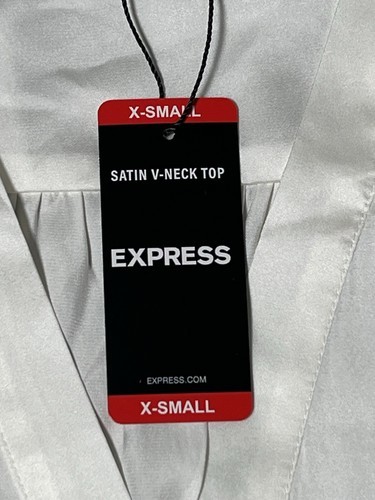 X-SMALL
SATIN V-NECK TOP
EXPRESS
EXPRESS.COM
X-SMALL